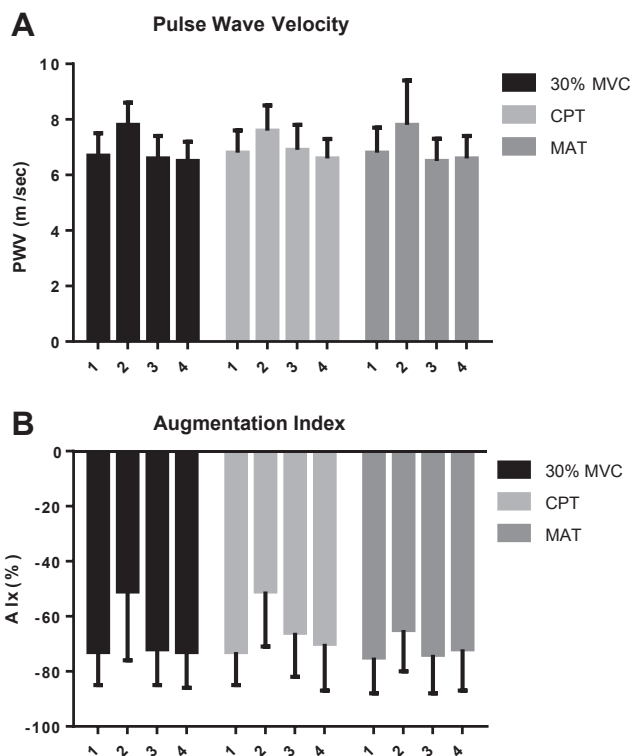 A
Pulse Wave Velocity
10
8
6
4
2
0
PWV (m /sec)
1 2 3 4 1 2 3 4 1 2 3 4
30% MVC
CPT
MAT
B
Augmentation Index
0
-20
-40
-60
-80
-100
A Ix ( % )
1 2 3 4 1 2 3 4 1 2 3 4
30% MVC
CPT
MAT